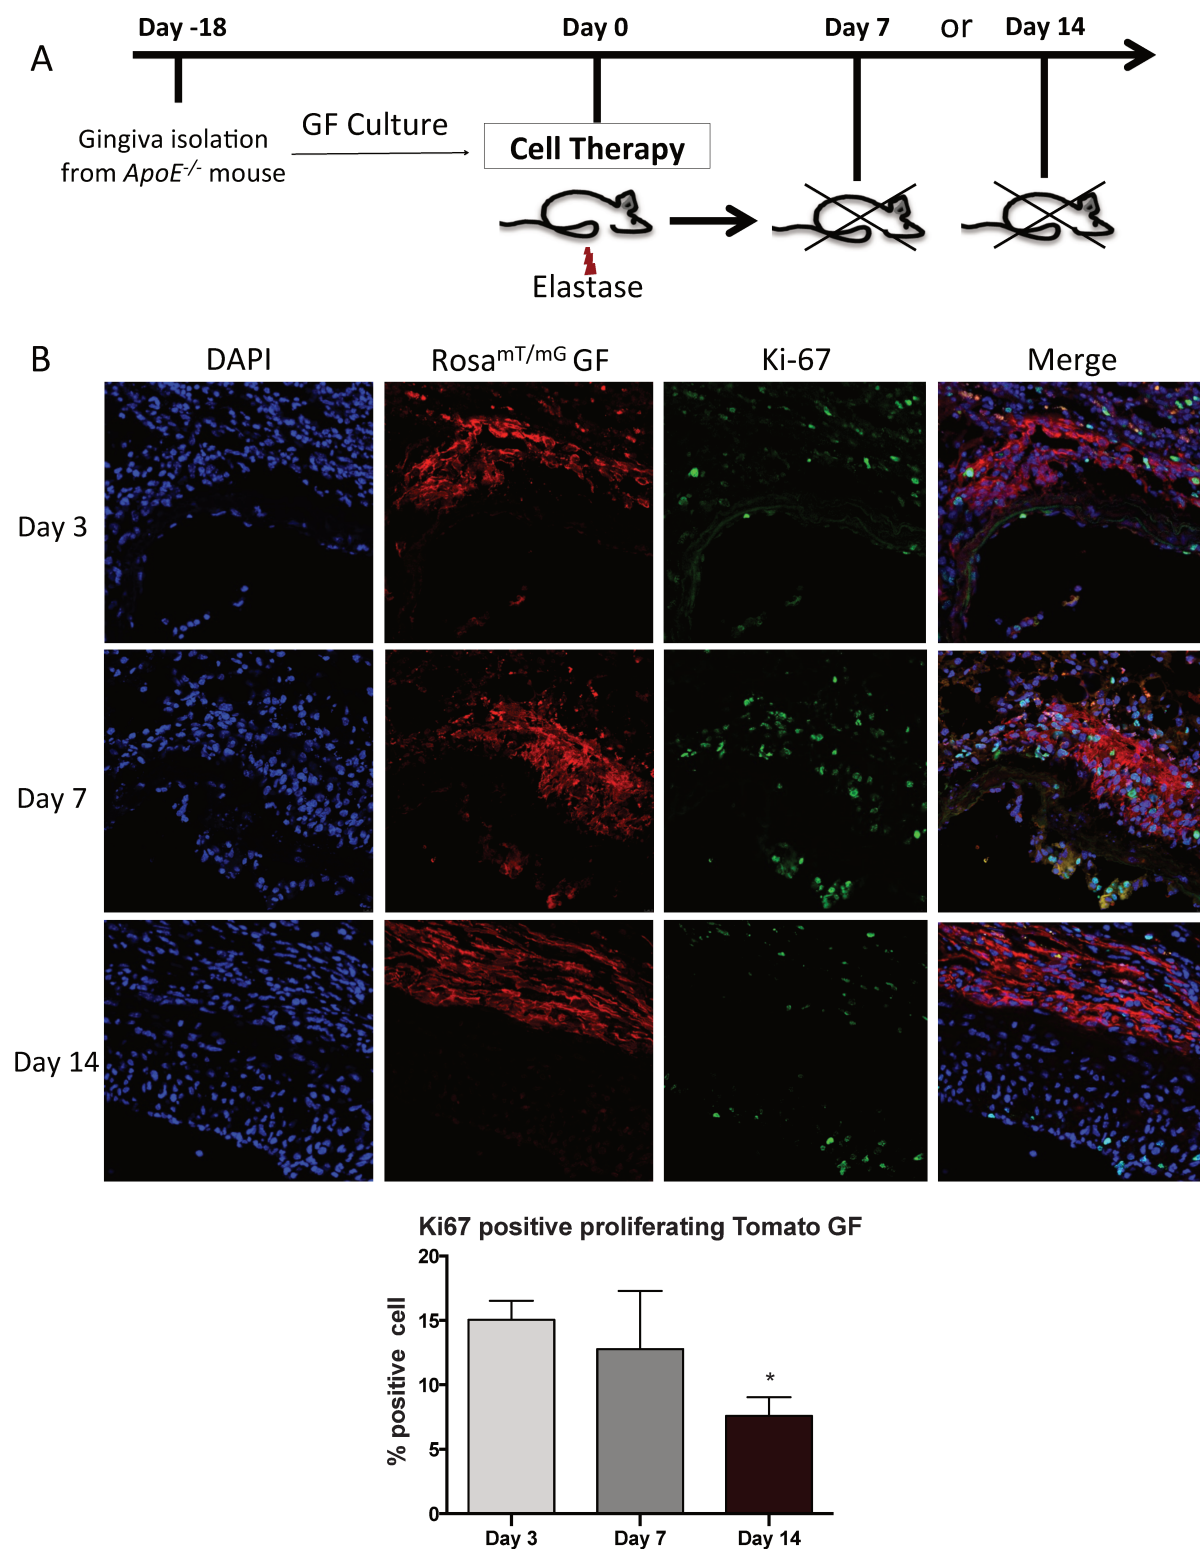 A
Day -18
Day 0
Day 7
or
Day 14
Gingiva isolation
from ApoE-/- mouse
GF Culture
Cell Therapy
Elastase
B
DAPI
RosamT/mG GF
Ki-67
Merge
Day 3
Day 7
Day 14
Ki67 positive proliferating Tomato GF
% positive cell
20
15
10
5
0
*
Day 3
Day 7
Day 14